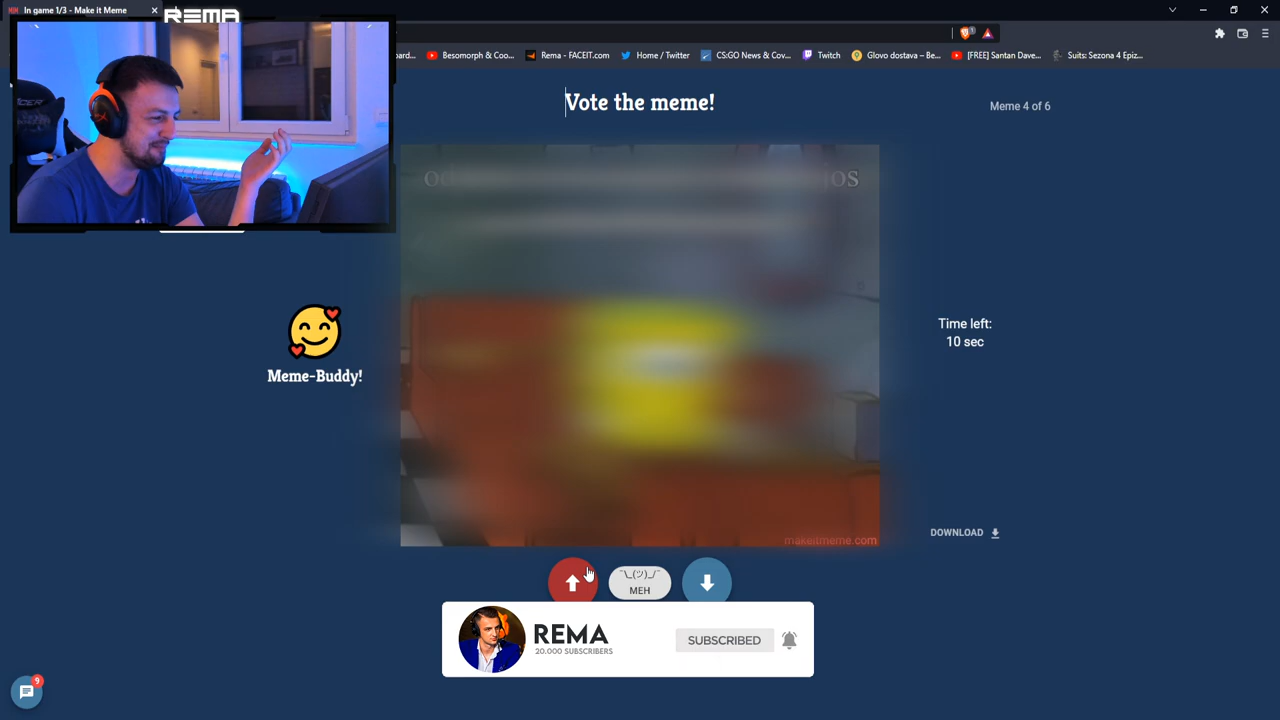 In game 1/3 - Make it Meme
REMA
Besomorph & Coo...
Rema - FACEIT.com
Home / Twitter
CS:GO News & Cov...
Twitch
Glovo dostava – Be...
[FREE] Santan Dave...
Suits: Sezona 4 Epiz...
Vote the meme!
Meme 4 of 6
Meme-Buddy!
Time left:
10 sec
DOWNLOAD
makeitmeme.com
¯\_(ツ)_/¯
MEH
REMA
20.000 SUBSCRIBERS
SUBSCRIBED
9